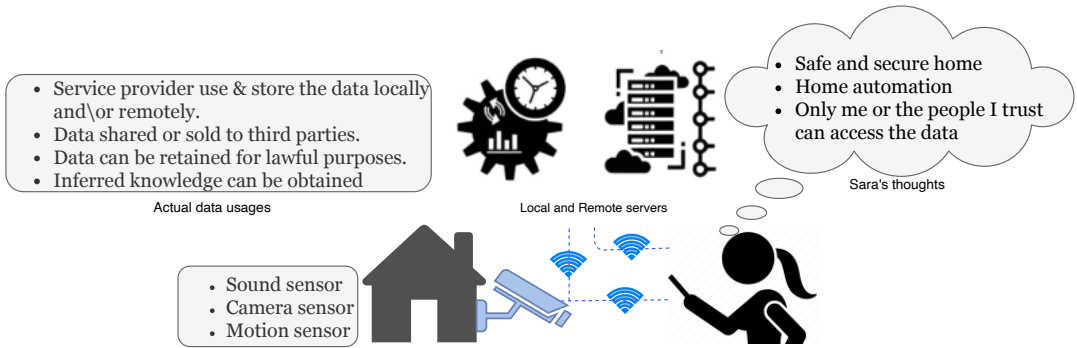 • Service provider use & store the data locally
and\or remotely.
• Data shared or sold to third parties.
• Data can be retained for lawful purposes.
• Inferred knowledge can be obtained
Actual data usages
Local and Remote servers
• Safe and secure home
• Home automation
• Only me or the people I trust
can access the data
Sara's thoughts
• Sound sensor
• Camera sensor
• Motion sensor